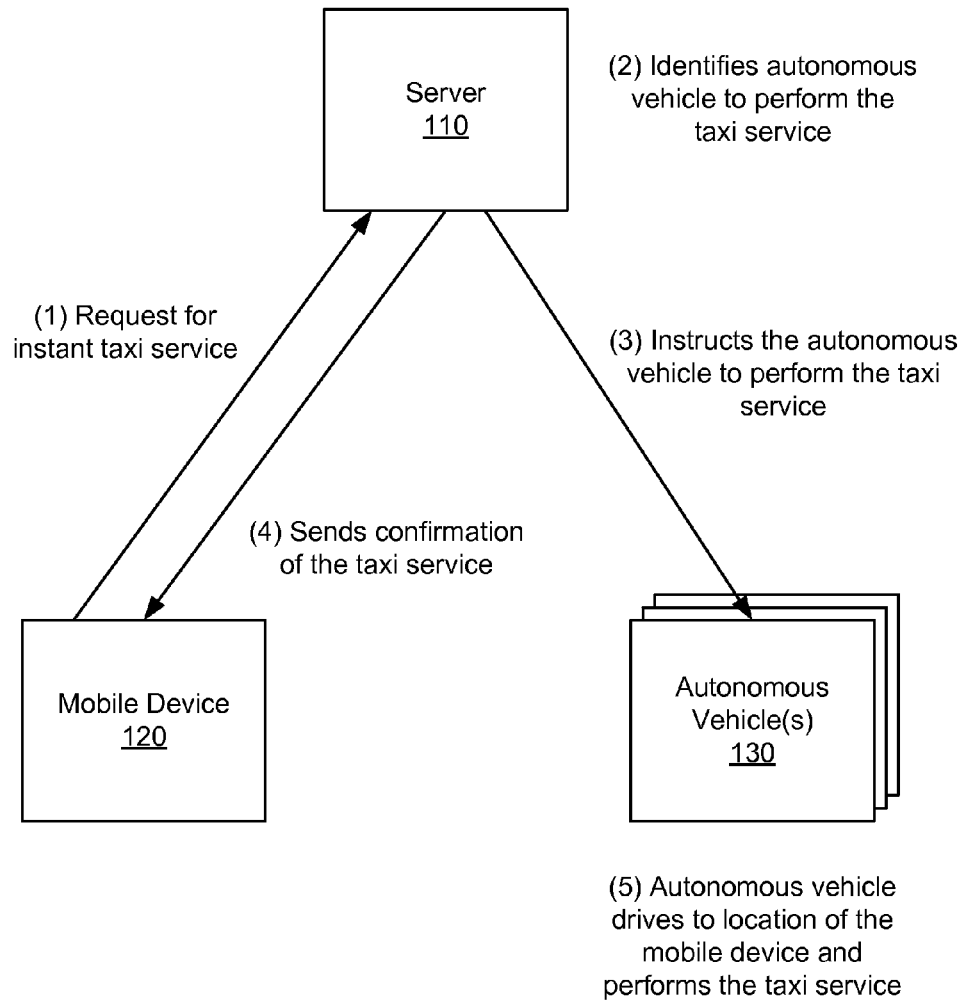 Server
110
(2) Identifies autonomous
vehicle to perform the
taxi service
(1) Request for
instant taxi service
(3) Instructs the autonomous
vehicle to perform the taxi
service
(4) Sends confirmation
of the taxi service
Mobile Device
120
Autonomous
Vehicle(s)
130
(5) Autonomous vehicle
drives to location of the
mobile device and
performs the taxi service